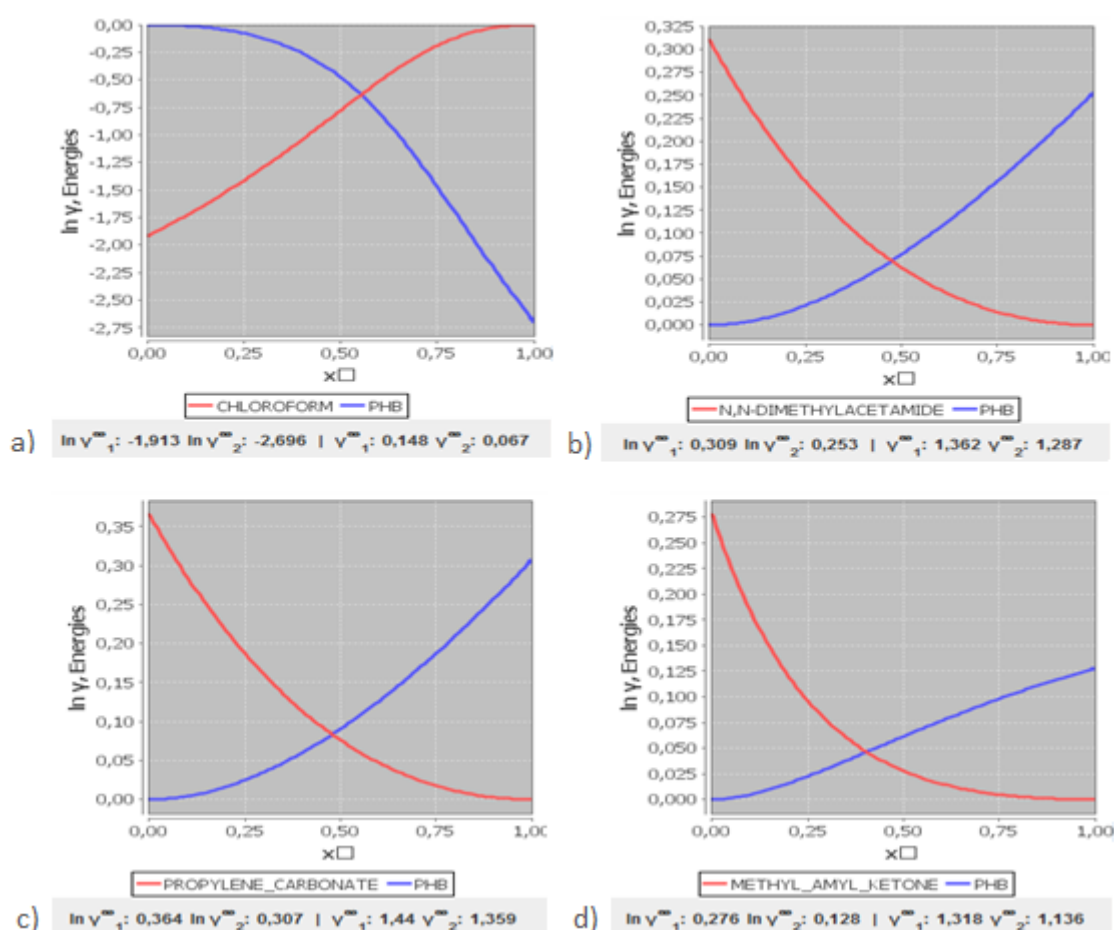 0,00
-0,25
-0,50
-0,75
-1,00
-1,25
-1,50
-1,75
-2,00
-2,25
-2,50
-2,75
ln γ, Energies
0,00 0,25 0,50 0,75 1,00
x□
CHLOROFORM PHB
a) ln γ∞1: -1,913 ln γ∞2: -2,696 | γ∞1: 0,148 γ∞2: 0,067
0,325
0,300
0,275
0,250
0,225
0,200
0,175
0,150
0,125
0,100
0,075
0,050
0,025
0,000
ln γ, Energies
0,00 0,25 0,50 0,75 1,00
x□
N,N-DIMETHYLACETAMIDE PHB
b) ln γ∞1: 0,309 ln γ∞2: 0,253 | γ∞1: 1,362 γ∞2: 1,287
0,35
0,30
0,25
0,20
0,15
0,10
0,05
0,00
ln γ, Energies
0,00 0,25 0,50 0,75 1,00
x□
PROPYLENE_CARBONATE PHB
c) ln γ∞1: 0,364 ln γ∞2: 0,307 | γ∞1: 1,44 γ∞2: 1,359
0,275
0,250
0,225
0,200
0,175
0,150
0,125
0,100
0,075
0,050
0,025
0,000
ln γ, Energies
0,00 0,25 0,50 0,75 1,00
x□
METHYL_AMYL_KETONE PHB
d) ln γ∞1: 0,276 ln γ∞2: 0,128 | γ∞1: 1,318 γ∞2: 1,136